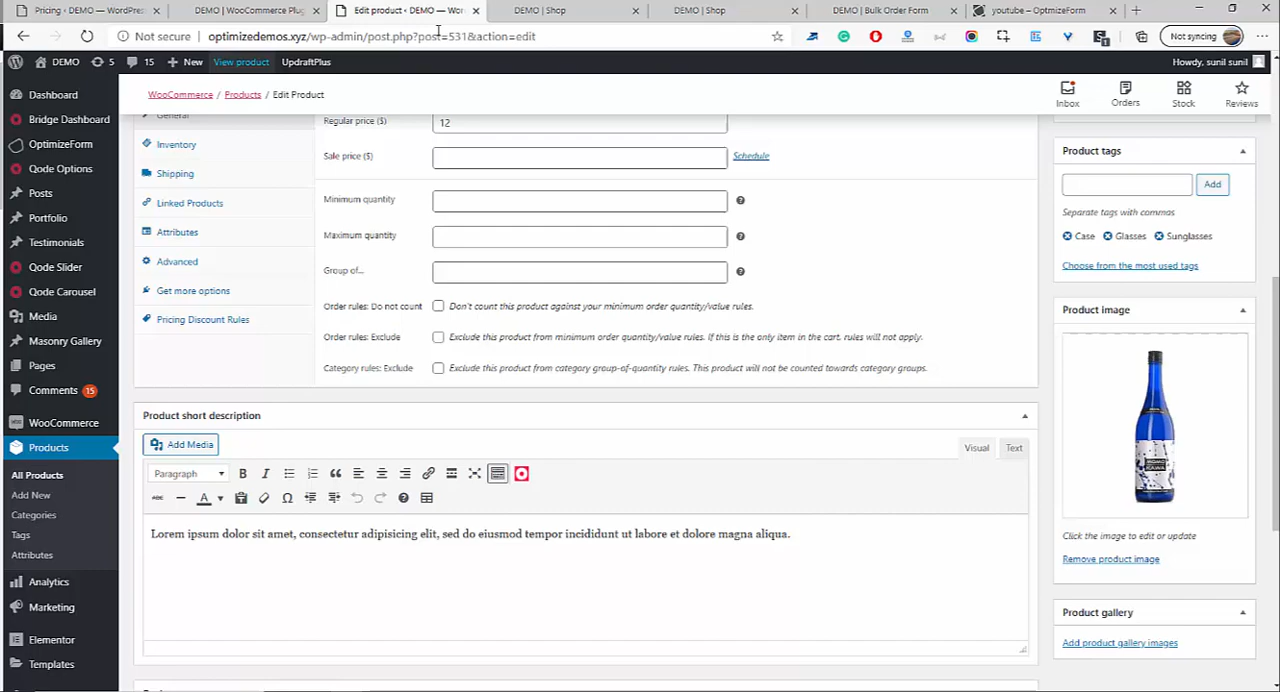 Pricing ‹ DEMO — WordPres
DEMO | WooCommerce Plug
Edit product ‹ DEMO — Wor
DEMO | Shop
DEMO | Shop
DEMO | Bulk Order Form
youtube – OptmizeForm
Not secure
optimizedemos.xyz/wp-admin/post.php?post=531&action=edit
Not syncing
DEMO
5
15
New
View product
UpdraftPlus
Howdy, sunil sunil
Dashboard
Bridge Dashboard
OptimizeForm
Qode Options
Posts
Portfolio
Testimonials
Qode Slider
Qode Carousel
Media
Masonry Gallery
Pages
Comments 15
WooCommerce
Products
All Products
Add New
Categories
Tags
Attributes
Analytics
Marketing
Elementor
Templates
WooCommerce / Products / Edit Product
Inbox
Orders
Stock
Reviews
General
Inventory
Shipping
Linked Products
Attributes
Advanced
Get more options
Pricing Discount Rules
Regular price ($)
12
Sale price ($)
Schedule
Minimum quantity
Maximum quantity
Group of...
Order rules: Do not count
Don't count this product against your minimum order quantity/value rules.
Order rules: Exclude
Exclude this product from minimum order quantity/value rules. If this is the only item in the cart, rules will not apply.
Category rules: Exclude
Exclude this product from category group-of-quantity rules. This product will not be counted towards category groups.
Product short description
Add Media
Visual
Text
Paragraph
Lorem ipsum dolor sit amet, consectetur adipisicing elit, sed do eiusmod tempor incididunt ut labore et dolore magna aliqua.
Product tags
Add
Separate tags with commas
Case
Glasses
Sunglasses
Choose from the most used tags
Product image
Click the image to edit or update
Remove product image
Product gallery
Add product gallery images